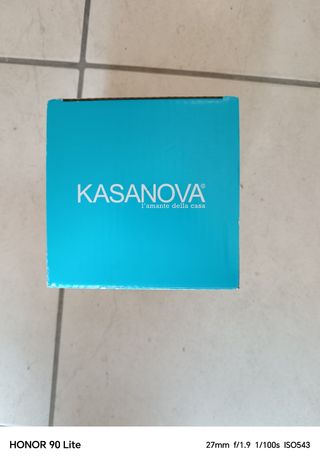 KASANOVA®
l'amante della casa
HONOR 90 Lite
27mm f/1.9 1/100s ISO543